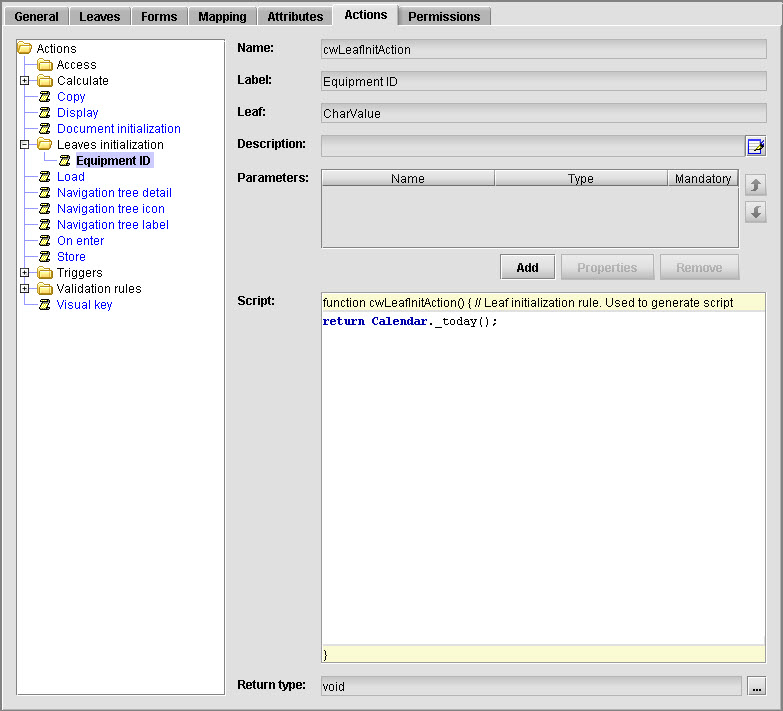 General Leaves Forms Mapping Attributes Actions Permissions
Actions
Access
Calculate
Copy
Display
Document initialization
Leaves initialization
Equipment ID
Load
Navigation tree detail
Navigation tree icon
Navigation tree label
On enter
Store
Triggers
Validation rules
Visual key
Name: cwLeafInitAction
Label: Equipment ID
Leaf: CharValue
Description:
Parameters: Name Type Mandatory
Add Properties Remove
Script: function cwLeafInitAction() { // Leaf initialization rule. Used to generate script
return Calendar._today();
}
Return type: void ...